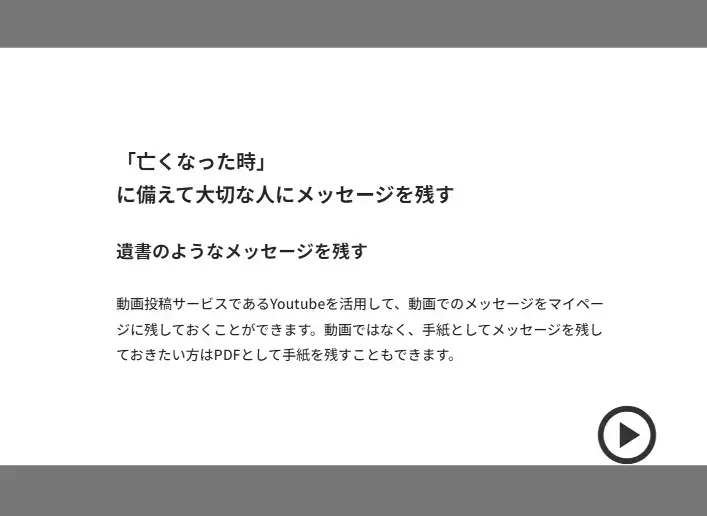 「亡くなった時」
に備えて大切な人にメッセージを残す
遺書のようなメッセージを残す
動画投稿サービスであるYoutubeを活用して、動画でのメッセージをマイペー
ジに残しておくことができます。動画ではなく、手紙としてメッセージを残し
ておきたい方はPDFとして手紙を残すこともできます。